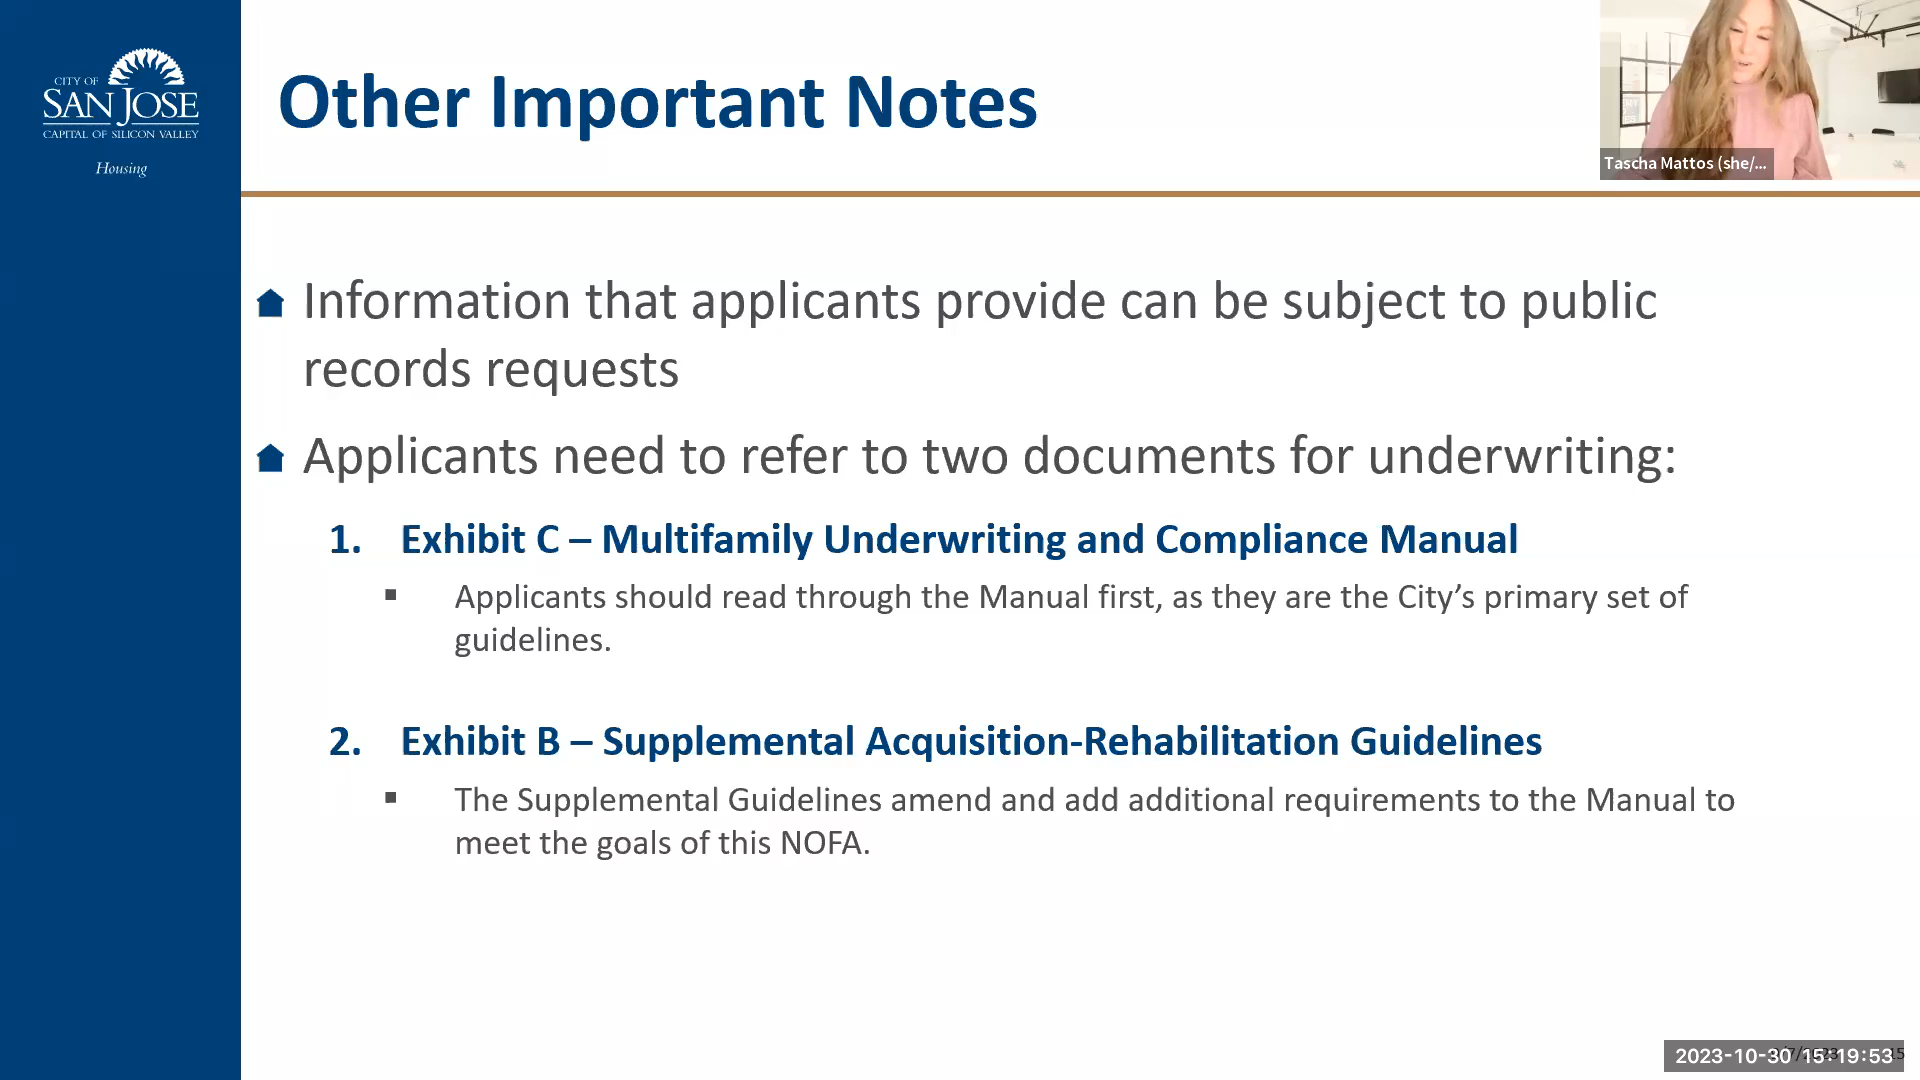 CITY OF
SAN JOSE
CAPITAL OF SILICON VALLEY
Housing
Other Important Notes
Tascha Mattos (she/...
Information that applicants provide can be subject to public
records requests
Applicants need to refer to two documents for underwriting:
1. Exhibit C – Multifamily Underwriting and Compliance Manual
▪ Applicants should read through the Manual first, as they are the City’s primary set of
guidelines.
2. Exhibit B – Supplemental Acquisition-Rehabilitation Guidelines
▪ The Supplemental Guidelines amend and add additional requirements to the Manual to
meet the goals of this NOFA.
2023-10-30 15:19:53